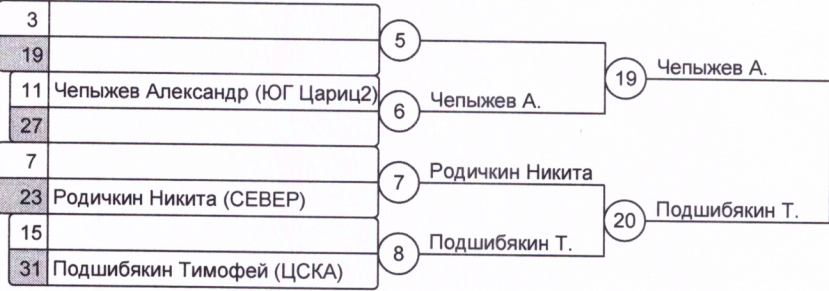 3
19
5
11 Чепыжев Александр (ЮГ Цариц2)
27
6 Чепыжев А.
19 Чепыжев А.
7
23 Родичкин Никита (СЕВЕР)
7 Родичкин Никита
15
31 Подшибякин Тимофей (ЦСКА)
8 Подшибякин Т.
20 Подшибякин Т.